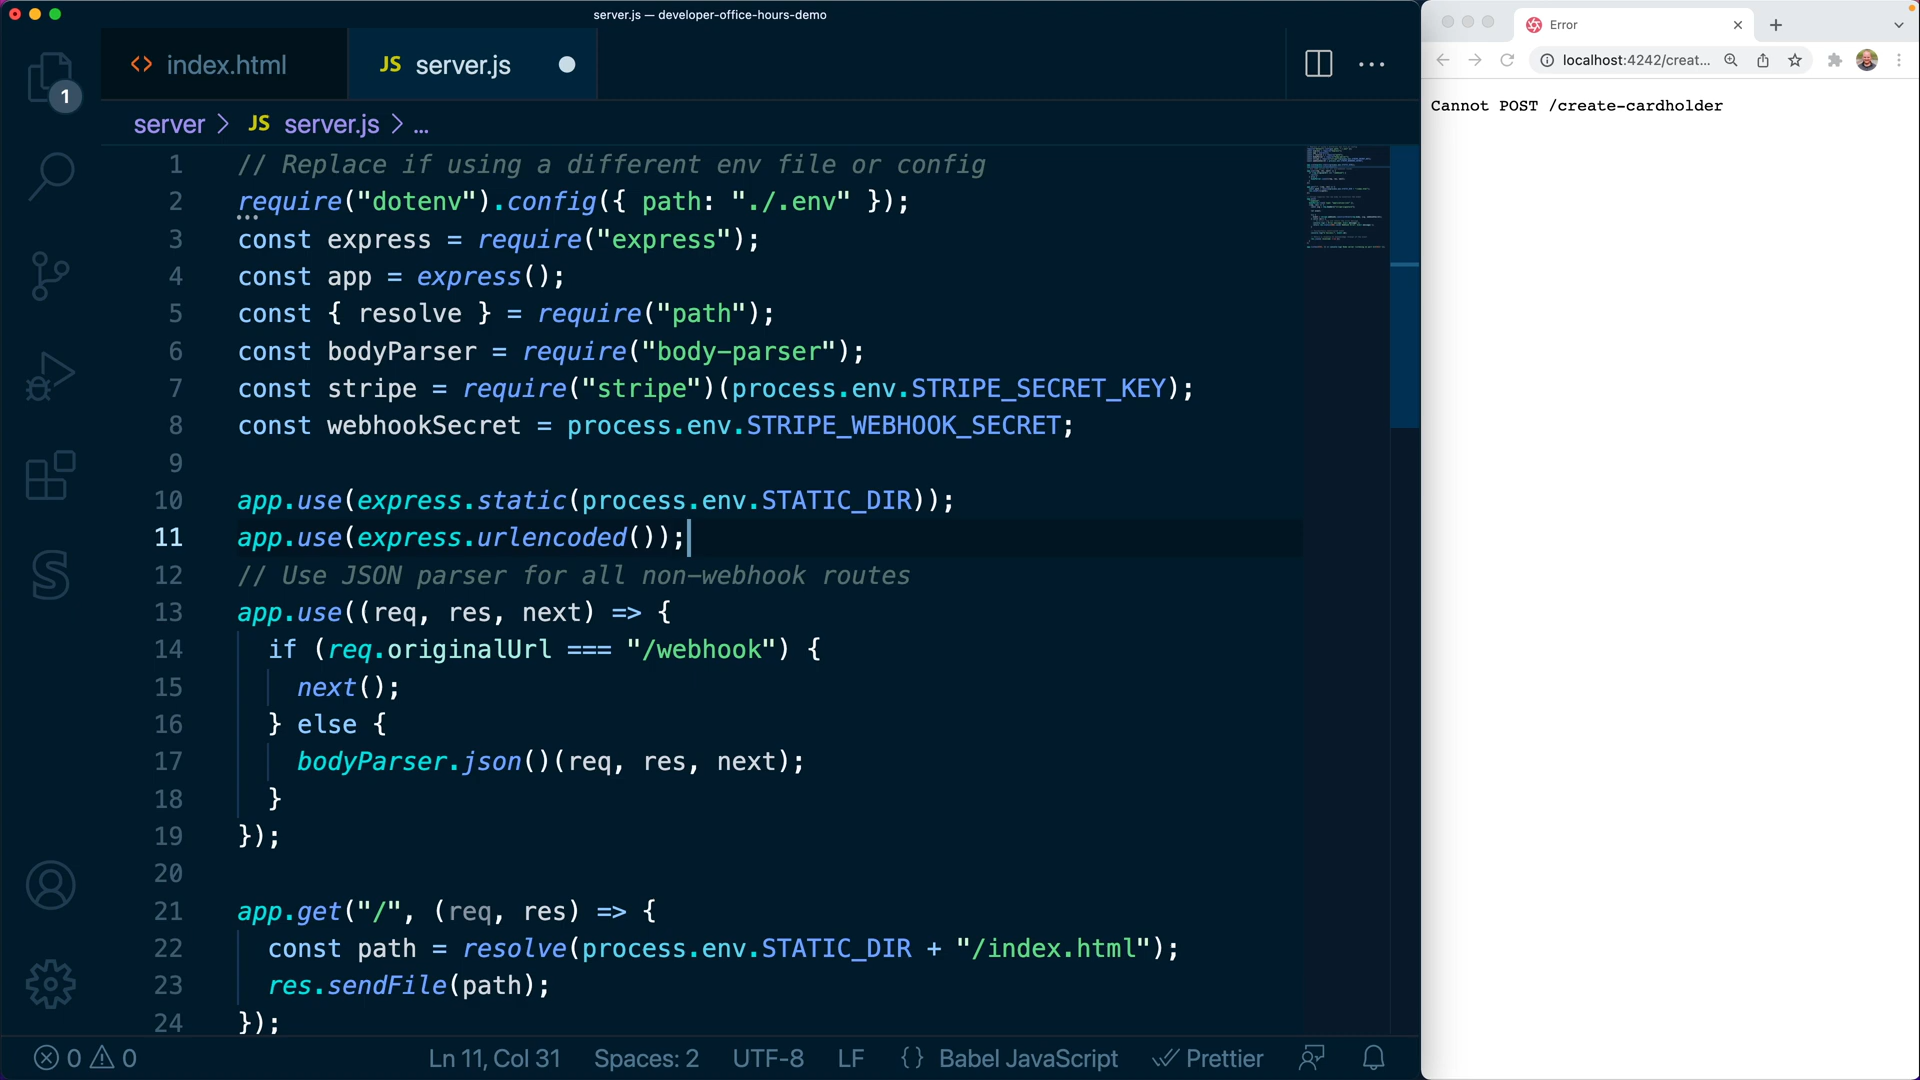 server.js — developer-office-hours-demo
index.html
JS server.js
1
server > JS server.js > ...
1 // Replace if using a different env file or config
2 require("dotenv").config({ path: "./.env" });
3 const express = require("express");
4 const app = express();
5 const { resolve } = require("path");
6 const bodyParser = require("body-parser");
7 const stripe = require("stripe")(process.env.STRIPE_SECRET_KEY);
8 const webhookSecret = process.env.STRIPE_WEBHOOK_SECRET;
9
10 app.use(express.static(process.env.STATIC_DIR));
11 app.use(express.urlencoded());
12 // Use JSON parser for all non-webhook routes
13 app.use((req, res, next) => {
14 if (req.originalUrl === "/webhook") {
15 next();
16 } else {
17 bodyParser.json()(req, res, next);
18 }
19 });
20
21 app.get("/", (req, res) => {
22 const path = resolve(process.env.STATIC_DIR + "/index.html");
23 res.sendFile(path);
24 });
0 0
Ln 11, Col 31
Spaces: 2
UTF-8
LF
{} Babel JavaScript
Prettier
Error
localhost:4242/creat...
Cannot POST /create-cardholder